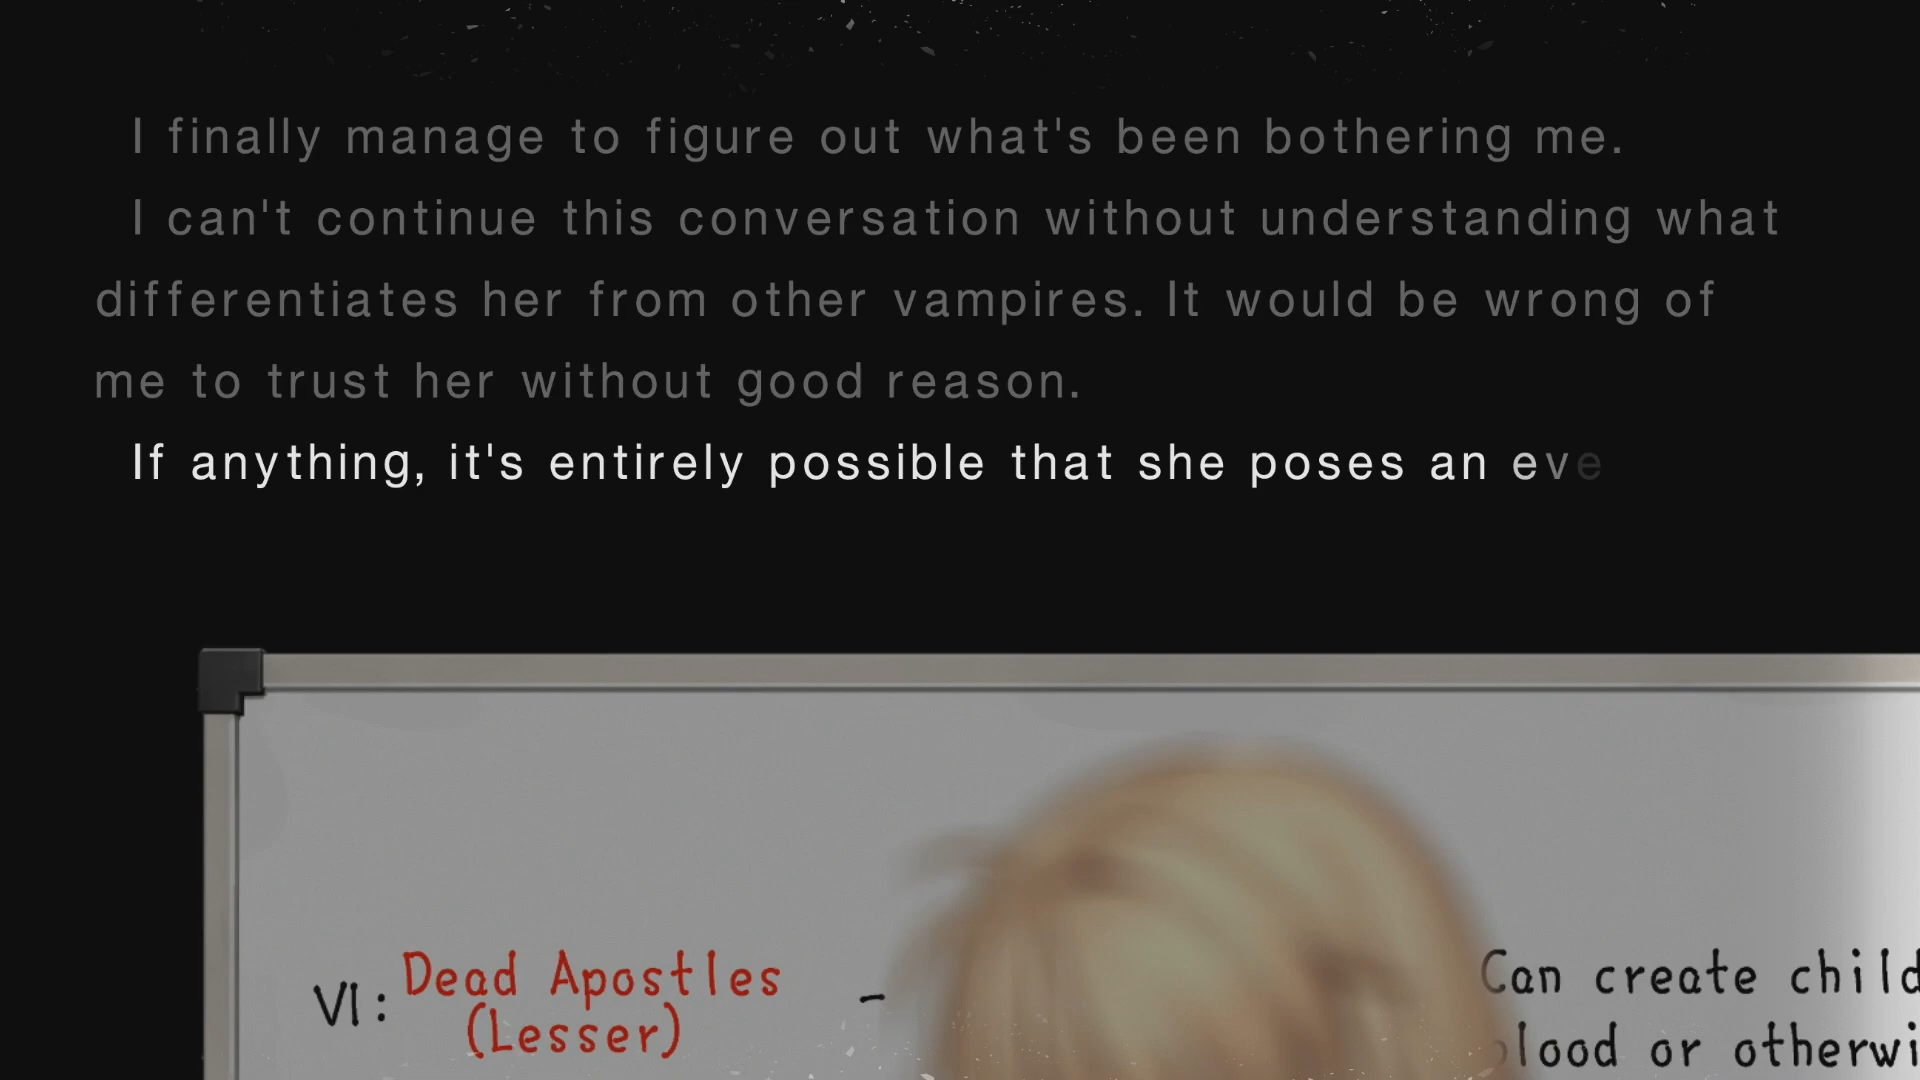 I finally manage to figure out what's been bothering me.
I can't continue this conversation without understanding what
differentiates her from other vampires. It would be wrong of
me to trust her without good reason.
If anything, it's entirely possible that she poses an eve
VI: Dead Apostles (Lesser) –
Can create child
blood or otherwi